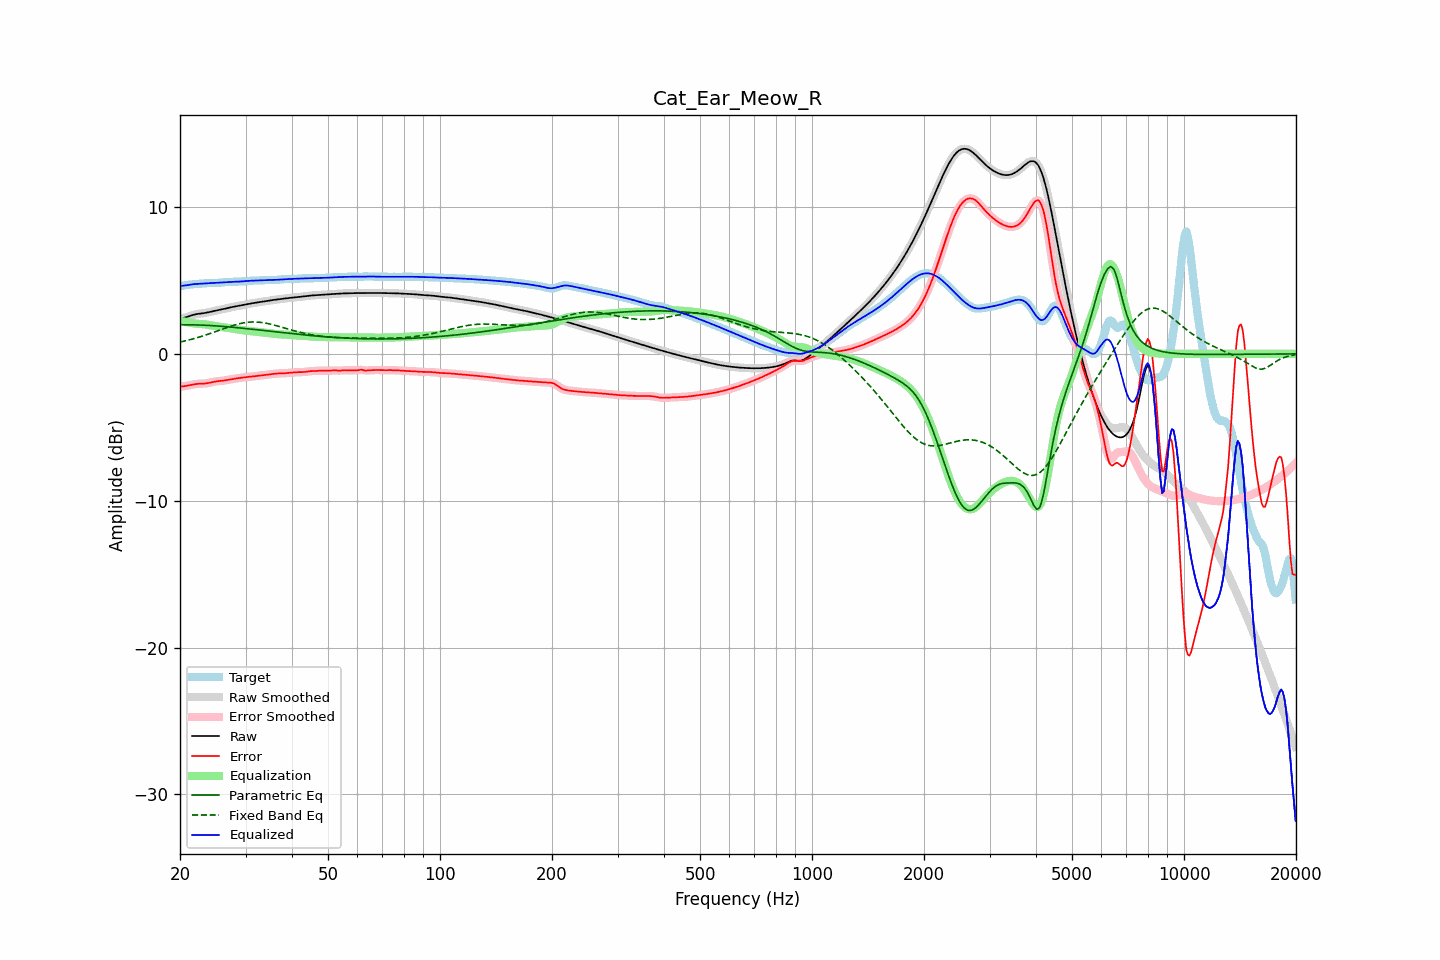 Cat_Ear_Meow_R
Amplitude (dBr)
10
0
−10
−20
−30
Target
Raw Smoothed
Error Smoothed
Raw
Error
Equalization
Parametric Eq
Fixed Band Eq
Equalized
20 50 100 200 500 1000 2000 5000 10000 20000
Frequency (Hz)